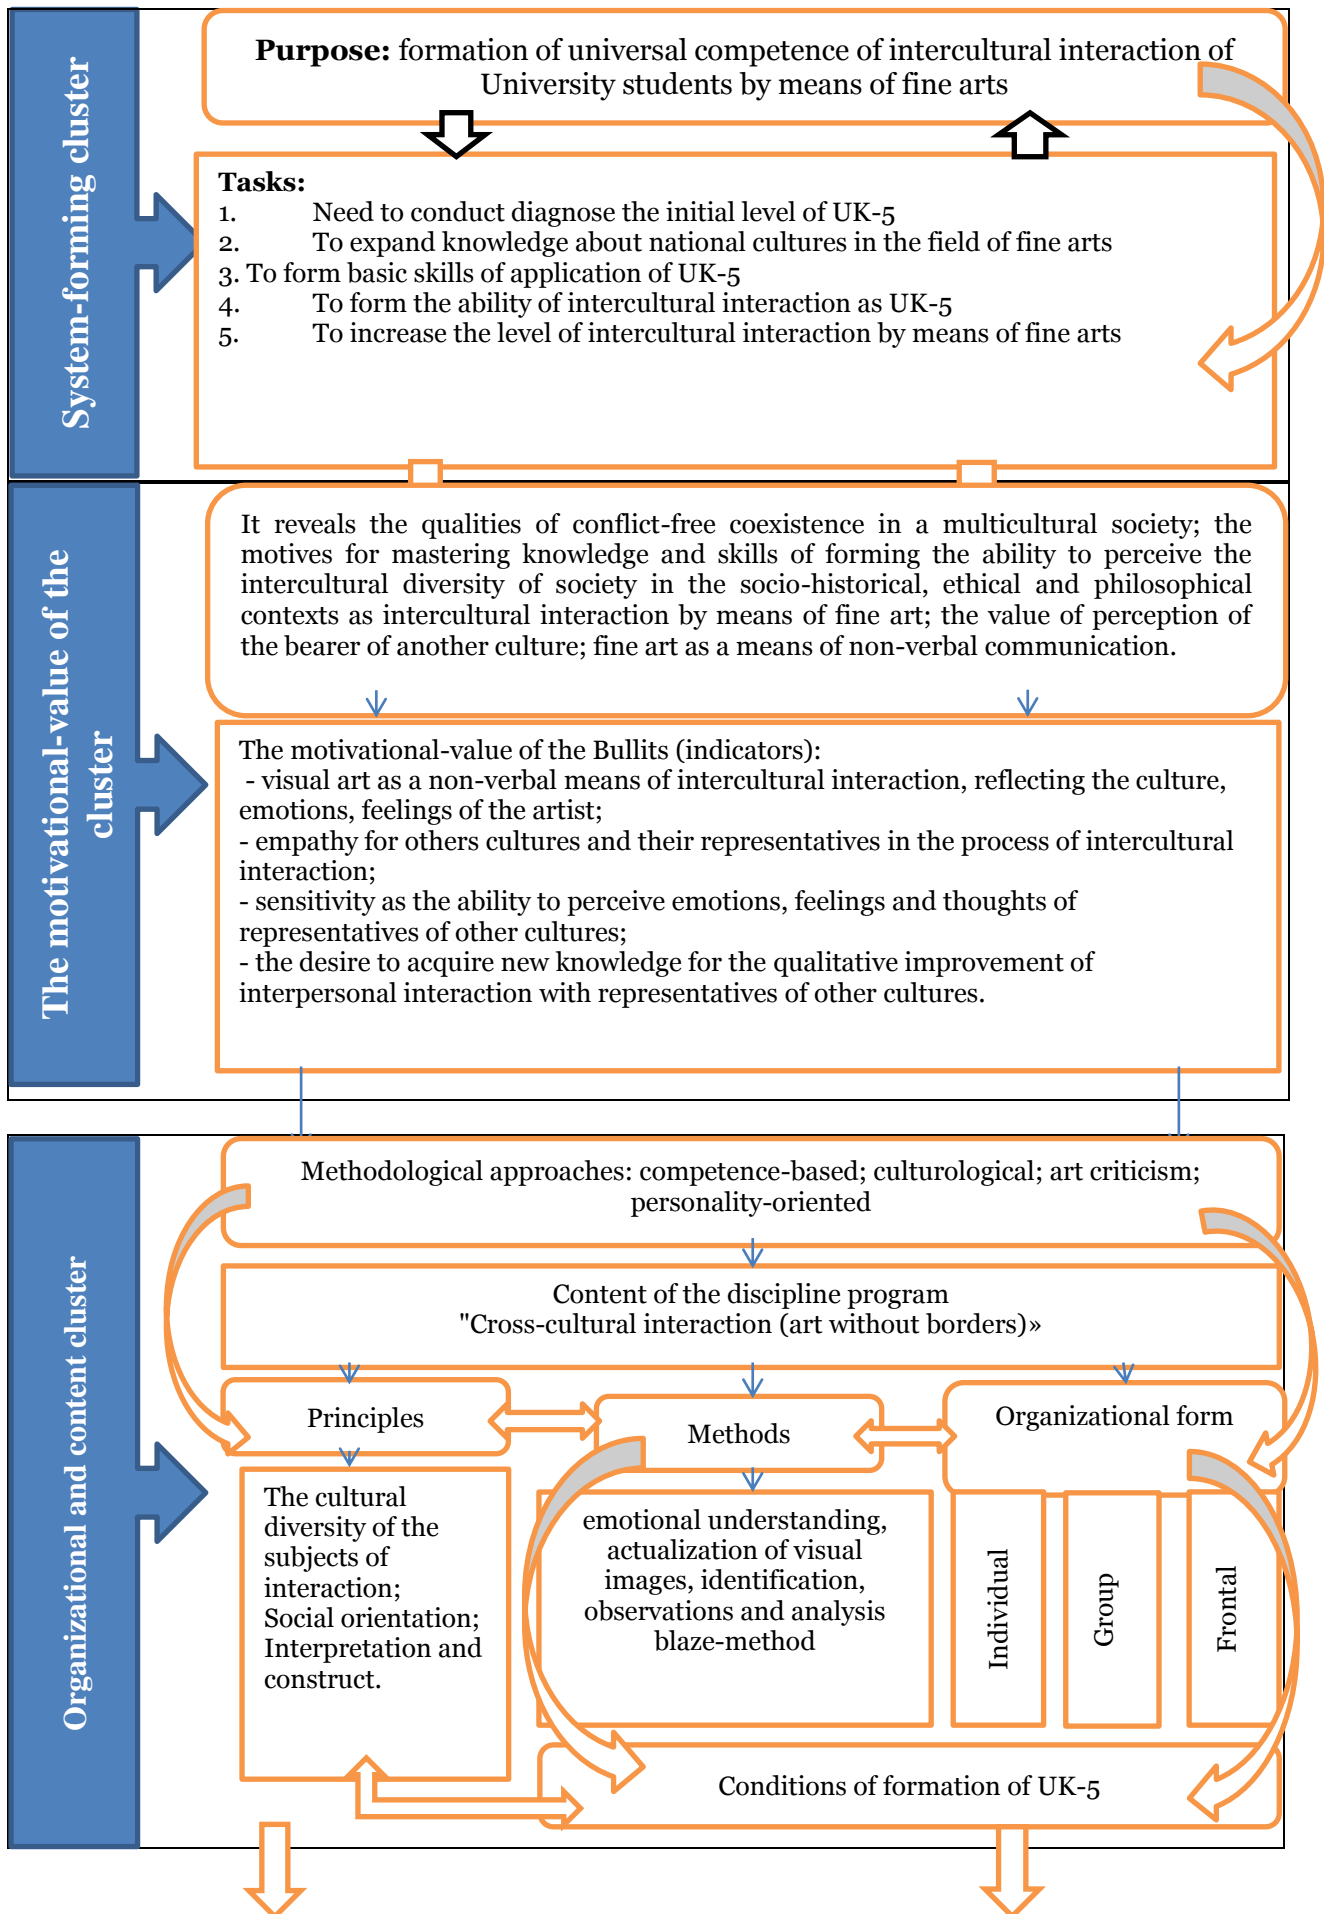 System-forming cluster
Purpose: formation of universal competence of intercultural interaction of
University students by means of fine arts
Tasks:
1. Need to conduct diagnose the initial level of UK-5
2. To expand knowledge about national cultures in the field of fine arts
3. To form basic skills of application of UK-5
4. To form the ability of intercultural interaction as UK-5
5. To increase the level of intercultural interaction by means of fine arts
The motivational-value of the
cluster
It reveals the qualities of conflict-free coexistence in a multicultural society; the
motives for mastering knowledge and skills of forming the ability to perceive the
intercultural diversity of society in the socio-historical, ethical and philosophical
contexts as intercultural interaction by means of fine art; the value of perception of
the bearer of another culture; fine art as a means of non-verbal communication.
The motivational-value of the Bullits (indicators):
- visual art as a non-verbal means of intercultural interaction, reflecting the culture,
emotions, feelings of the artist;
- empathy for others cultures and their representatives in the process of intercultural
interaction;
- sensitivity as the ability to perceive emotions, feelings and thoughts of
representatives of other cultures;
- the desire to acquire new knowledge for the qualitative improvement of
interpersonal interaction with representatives of other cultures.
Organizational and content cluster
Methodological approaches: competence-based; culturological; art criticism;
personality-oriented
Content of the discipline program
"Cross-cultural interaction (art without borders)»
Principles
Methods
Organizational form
The cultural
diversity of the
subjects of
interaction;
Social orientation;
Interpretation and
construct.
emotional understanding,
actualization of visual
images, identification,
observations and analysis
blaze-method
Individual
Group
Frontal
Conditions of formation of UK-5